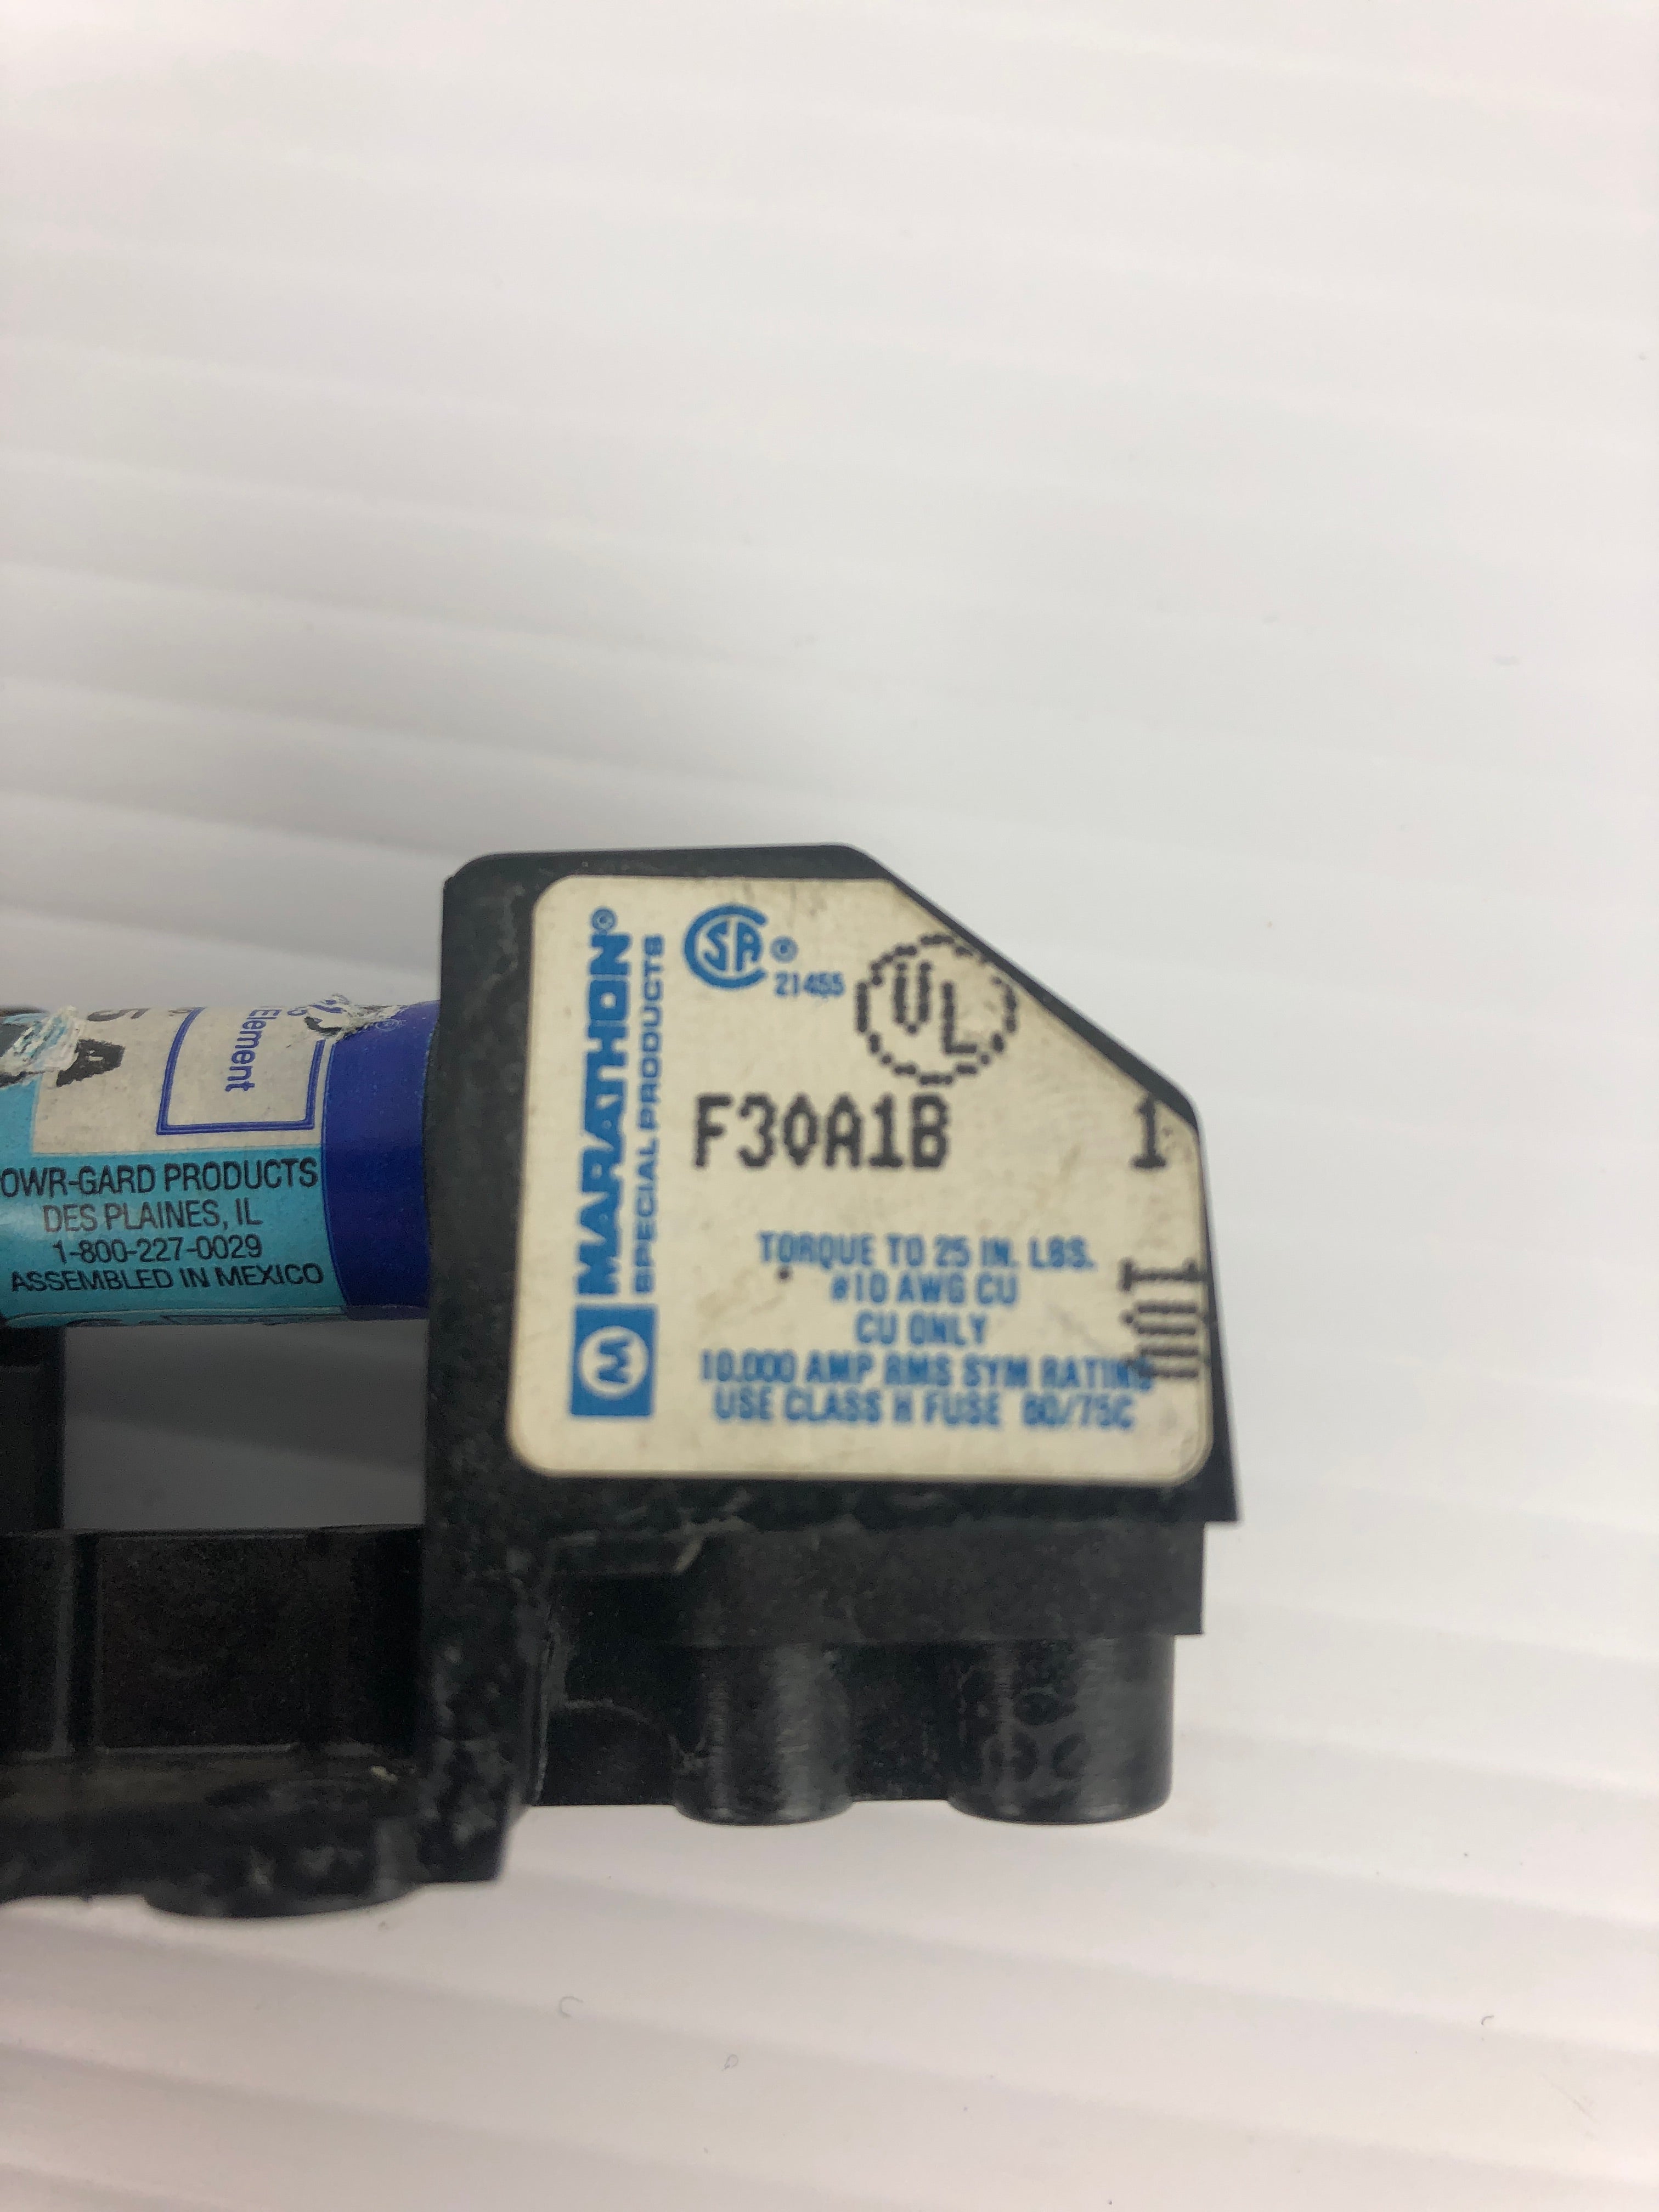 Element
5
A
OWR-GARD PRODUCTS
DES PLAINES, IL
1-800-227-0029
ASSEMBLED IN MEXICO
M MARATHON®
SPECIAL PRODUCTS
CSA ®
21455
UL
F30A1B 1
TORQUE TO 25 IN. LBS.
#10 AWG CU
CU ONLY
10,000 AMP RMS SYM RATING
USE CLASS H FUSE 60/75C